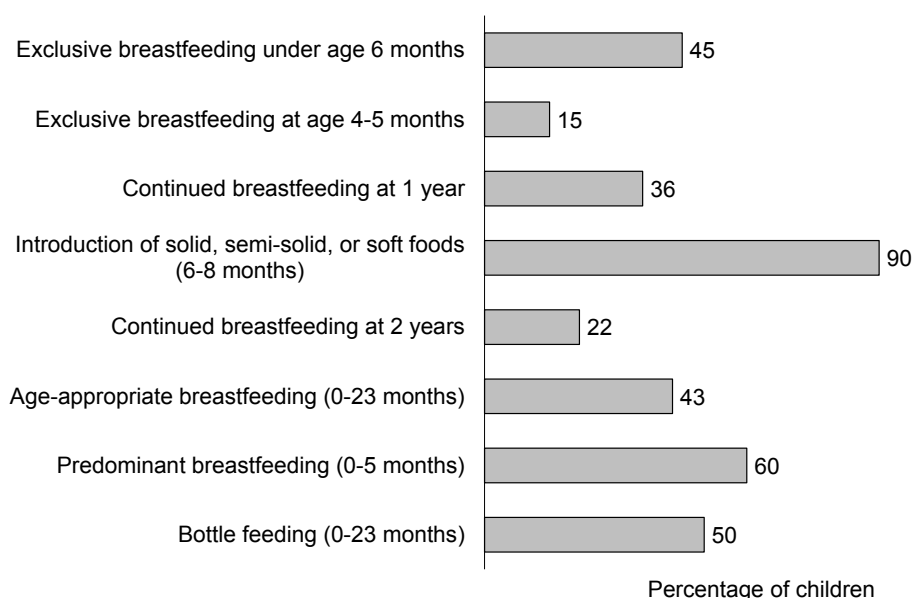 Exclusive breastfeeding under age 6 months 45
Exclusive breastfeeding at age 4-5 months 15
Continued breastfeeding at 1 year 36
Introduction of solid, semi-solid, or soft foods
(6-8 months) 90
Continued breastfeeding at 2 years 22
Age-appropriate breastfeeding (0-23 months) 43
Predominant breastfeeding (0-5 months) 60
Bottle feeding (0-23 months) 50
Percentage of children